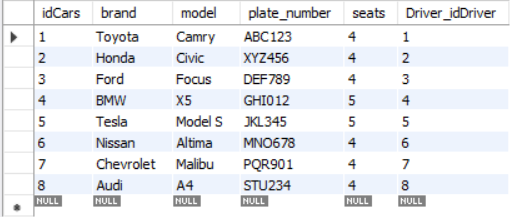 idCars brand model plate_number seats Driver_idDriver
1 Toyota Camry ABC123 4 1
2 Honda Civic XYZ456 4 2
3 Ford Focus DEF789 4 3
4 BMW X5 GHI012 5 4
5 Tesla Model S JKL345 5 5
6 Nissan Altima MNO678 4 6
7 Chevrolet Malibu PQR901 4 7
8 Audi A4 STU234 4 8
NULL NULL NULL NULL NULL NULL